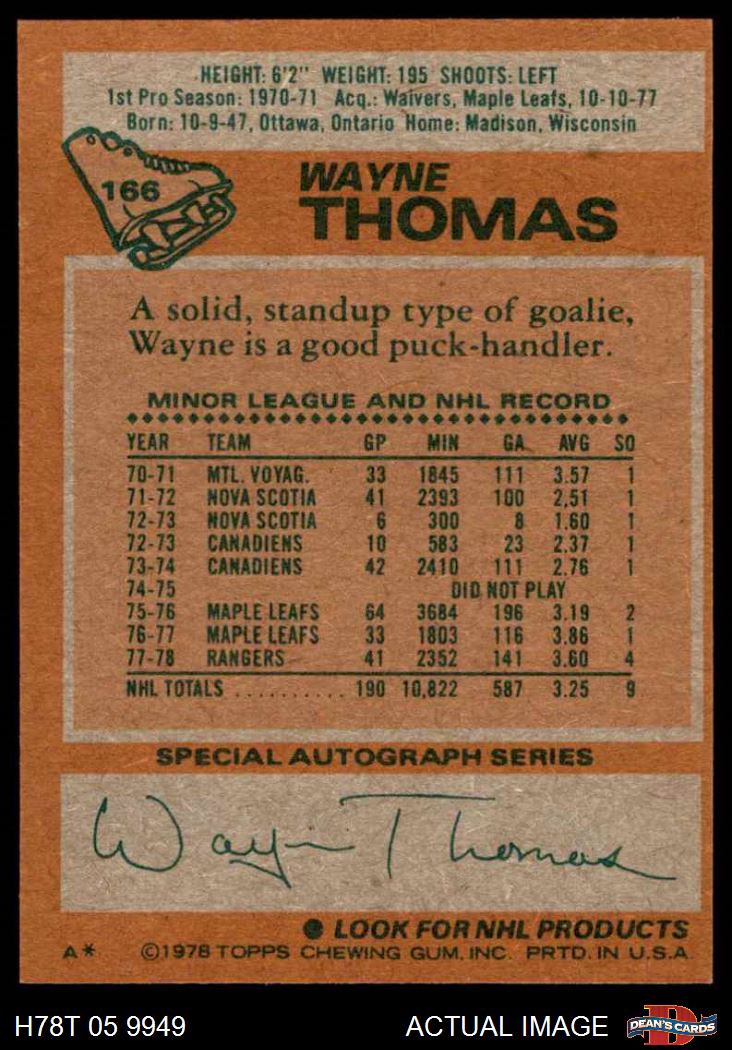 HEIGHT: 6'2" WEIGHT: 195 SHOOTS: LEFT
1st Pro Season: 1970-71 Acq.: Waivers, Maple Leafs, 10-10-77
Born: 10-9-47, Ottawa, Ontario Home: Madison, Wisconsin
166
WAYNE
THOMAS
A solid, standup type of goalie,
Wayne is a good puck-handler.
MINOR LEAGUE AND NHL RECORD
YEAR TEAM GP MIN GA AVG SO
70-71 MTL. VOYAG. 33 1845 111 3.57 1
71-72 NOVA SCOTIA 41 2393 100 2.51 1
72-73 NOVA SCOTIA 6 300 8 1.60 1
72-73 CANADIENS 10 583 23 2.37 1
73-74 CANADIENS 42 2410 111 2.76 1
74-75 DID NOT PLAY
75-76 MAPLE LEAFS 64 3684 196 3.19 2
76-77 MAPLE LEAFS 33 1803 116 3.86 1
77-78 RANGERS 41 2352 141 3.60 4
NHL TOTALS .......... 190 10,822 587 3.25 9
SPECIAL AUTOGRAPH SERIES
Wayne Thomas
● LOOK FOR NHL PRODUCTS
A* ©1978 TOPPS CHEWING GUM, INC. PRTD. IN U.S.A.
H78T 05 9949 ACTUAL IMAGE DEAN'S CARDS